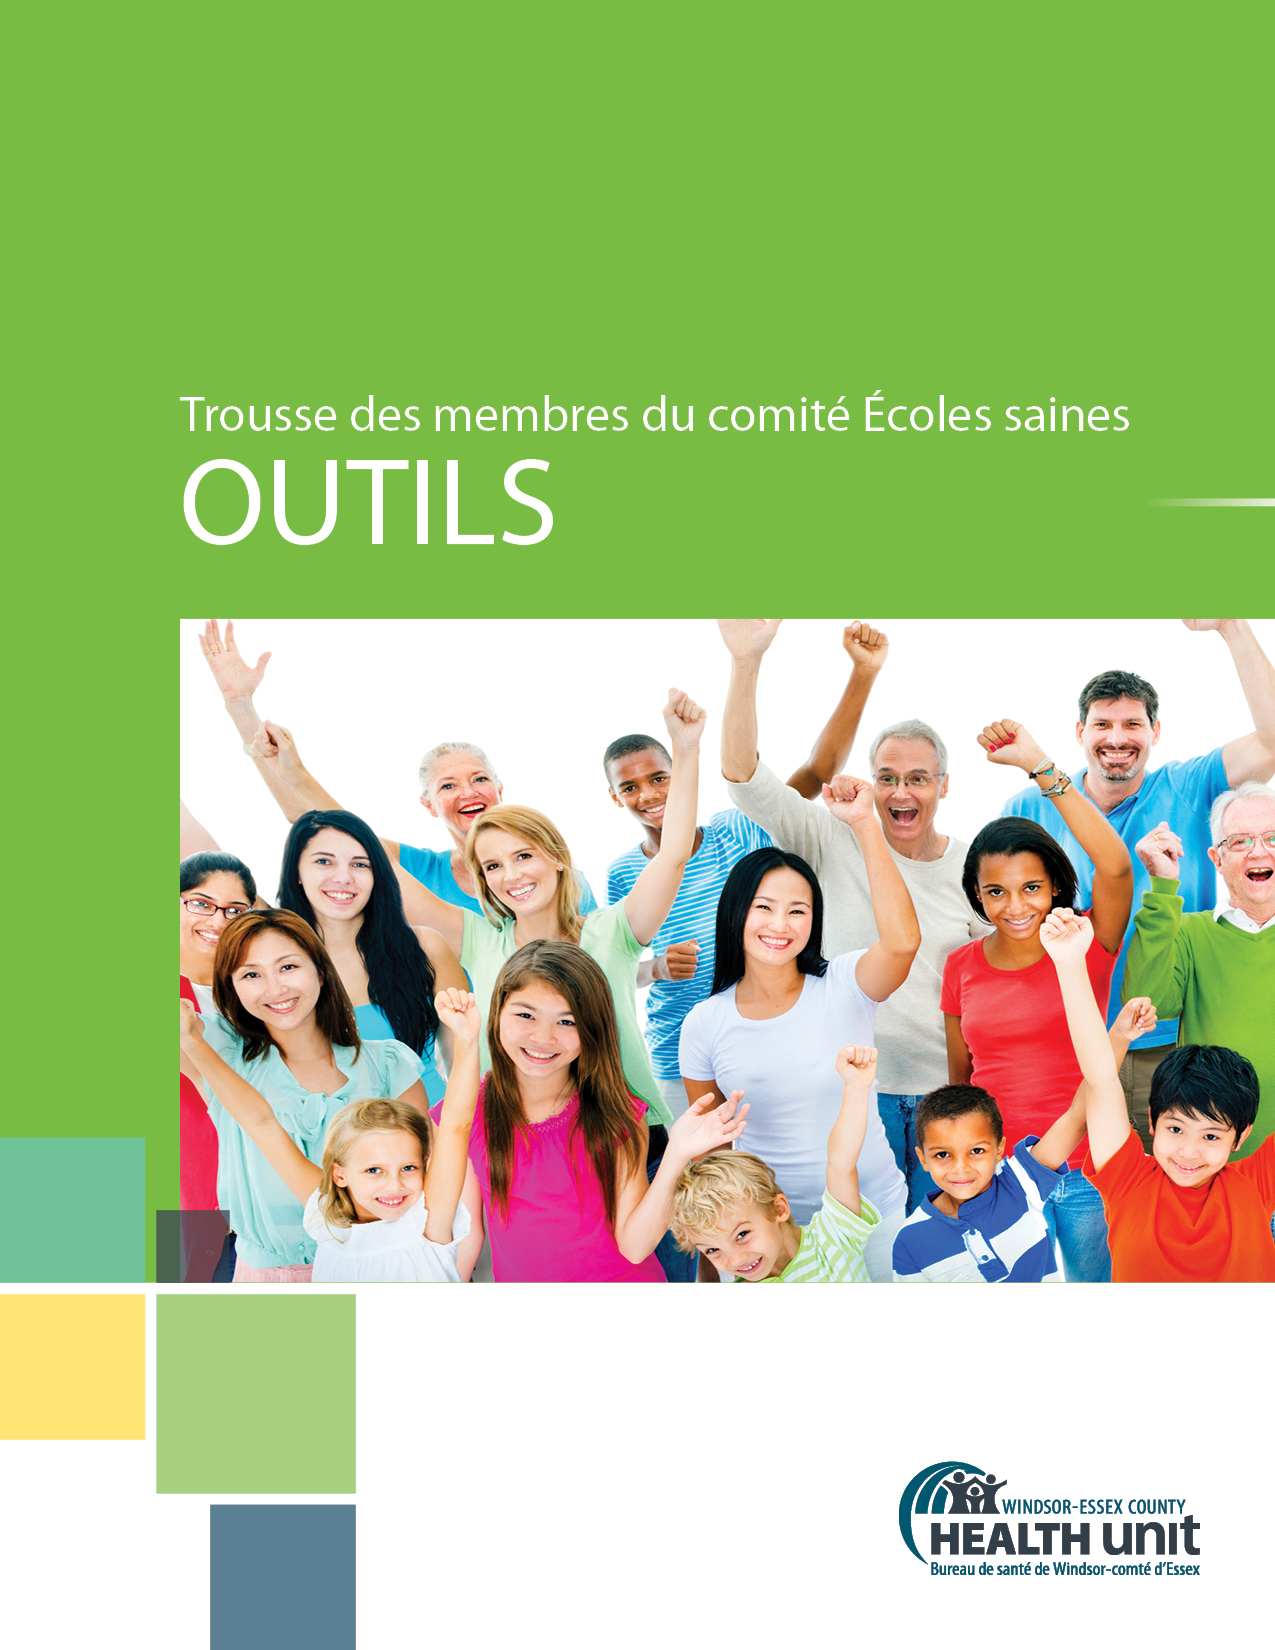 Trousse des membres du comité Écoles saines
OUTILS
WINDSOR-ESSEX COUNTY
HEALTH unit
Bureau de santé de Windsor-comté d'Essex